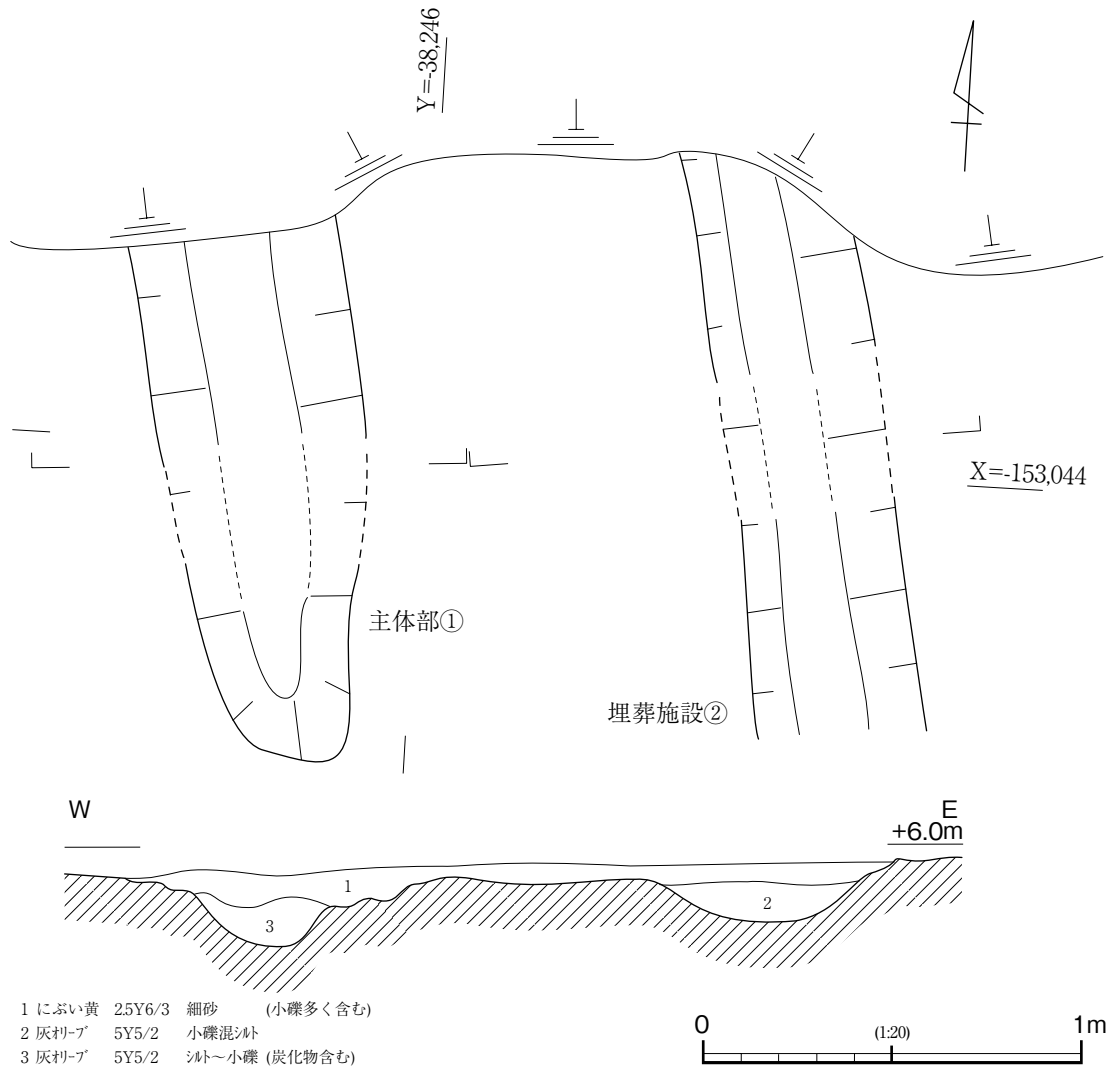 Y=-38,246
X=-153,044
主体部①
埋葬施設②
W
E
+6.0m
1
2
3
1 にぶい黄 2.5Y6/3 細砂 (小礫多く含む)
2 灰ｵﾘｰﾌﾞ 5Y5/2 小礫混ｼﾙﾄ
3 灰ｵﾘｰﾌﾞ 5Y5/2 ｼﾙﾄ～小礫 (炭化物含む)
0 (1:20) 1m